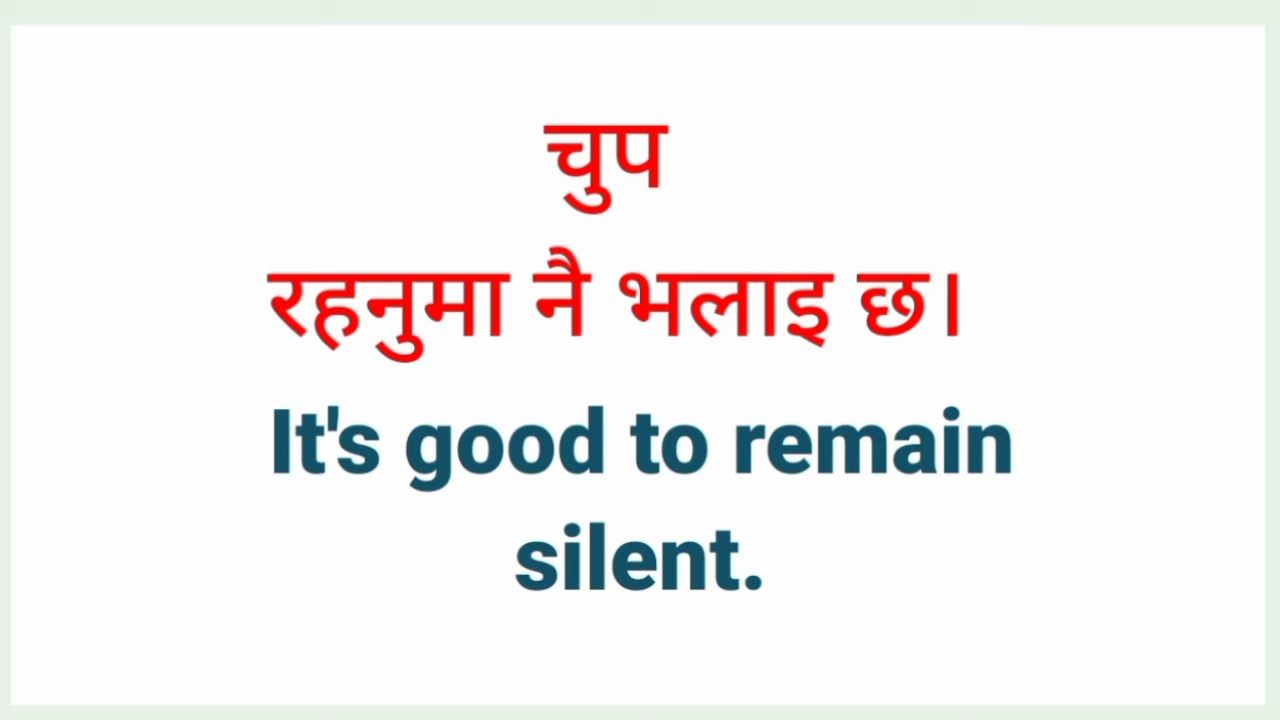 चुप
रहनुमा नै भलाइ छ।
It's good to remain
silent.